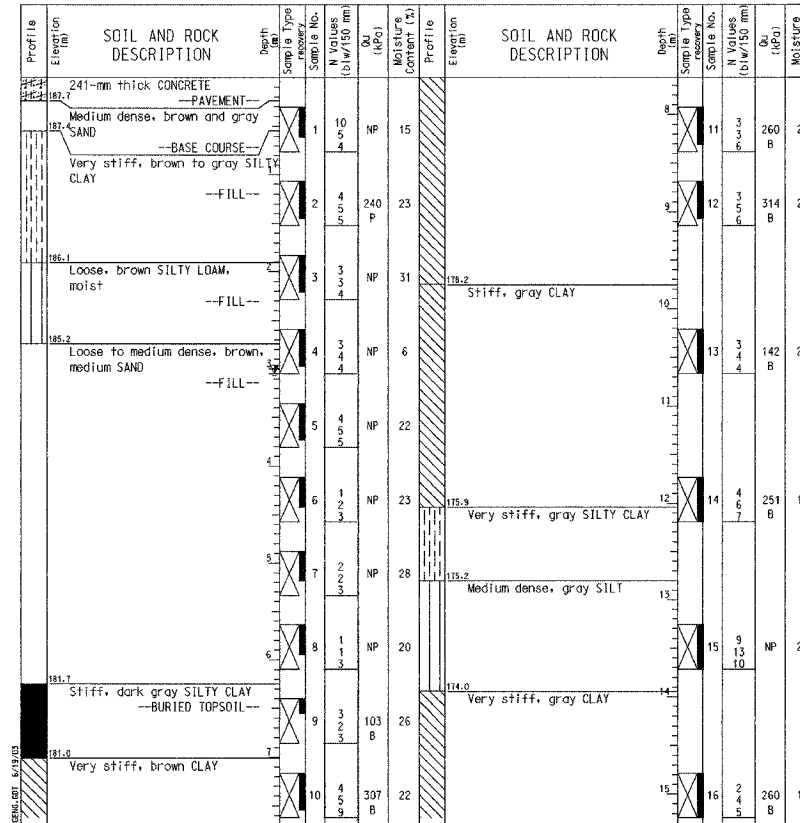 Profile
Elevation (m)
SOIL AND ROCK DESCRIPTION
Depth (m)
Sample Type
recovery
Sample No.
N Values (blw/150 mm)
Qu (kPa)
Moisture Content (%)
241-mm thick CONCRETE
--PAVEMENT--
187.7
Medium dense, brown and gray
SAND
187.4
--BASE COURSE--
1 10 5 4 NP 15
Very stiff, brown to gray SILTY
CLAY
1
--FILL--
2 4 5 5 240 P 23
186.1
2
Loose, brown SILTY LOAM,
moist
--FILL--
3 3 3 4 NP 31
185.2
Loose to medium dense, brown,
medium SAND
3
--FILL--
4 3 4 4 NP 6
5 4 5 5 NP 22
4
6 1 2 3 NP 23
5
7 2 2 3 NP 28
8 1 1 3 NP 20
6
181.7
Stiff, dark gray SILTY CLAY
--BURIED TOPSOIL--
9 3 2 3 103 B 26
181.0
7
Very stiff, brown CLAY
10 4 5 9 307 B 22
GENG.GDT 6/19/03
Profile
Elevation (m)
SOIL AND ROCK DESCRIPTION
Depth (m)
Sample Type
recovery
Sample No.
N Values (blw/150 mm)
Qu (kPa)
Moisture
8
11 3 3 6 260 B 2
9
12 3 5 6 314 B 2
178.2
Stiff, gray CLAY
10
13 3 4 4 142 B 2
11
12
14 4 6 7 251 B 1
175.9
Very stiff, gray SILTY CLAY
175.2
Medium dense, gray SILT
13
15 9 13 10 NP 2
174.0
14
Very stiff, gray CLAY
15
16 2 4 5 260 B 1